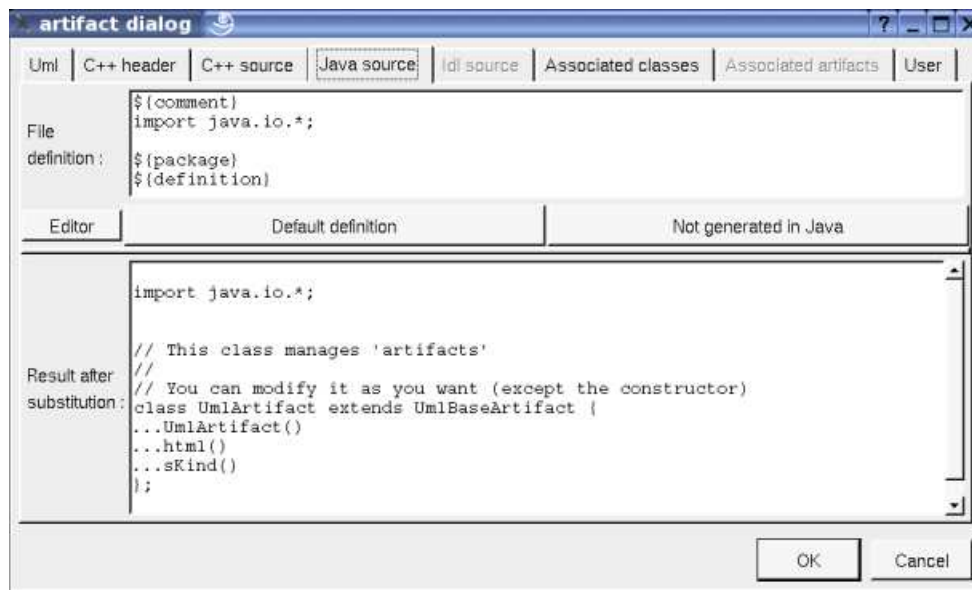 artifact dialog
Uml C++ header C++ source Java source Idl source Associated classes Associated artifacts User
File
definition :
${comment}
import java.io.*;
${package}
${definition}
Editor Default definition Not generated in Java
Result after
substitution :
import java.io.*;
// This class manages 'artifacts'
//
// You can modify it as you want (except the constructor)
class UmlArtifact extends UmlBaseArtifact {
...UmlArtifact()
...html()
...sKind()
};
OK Cancel